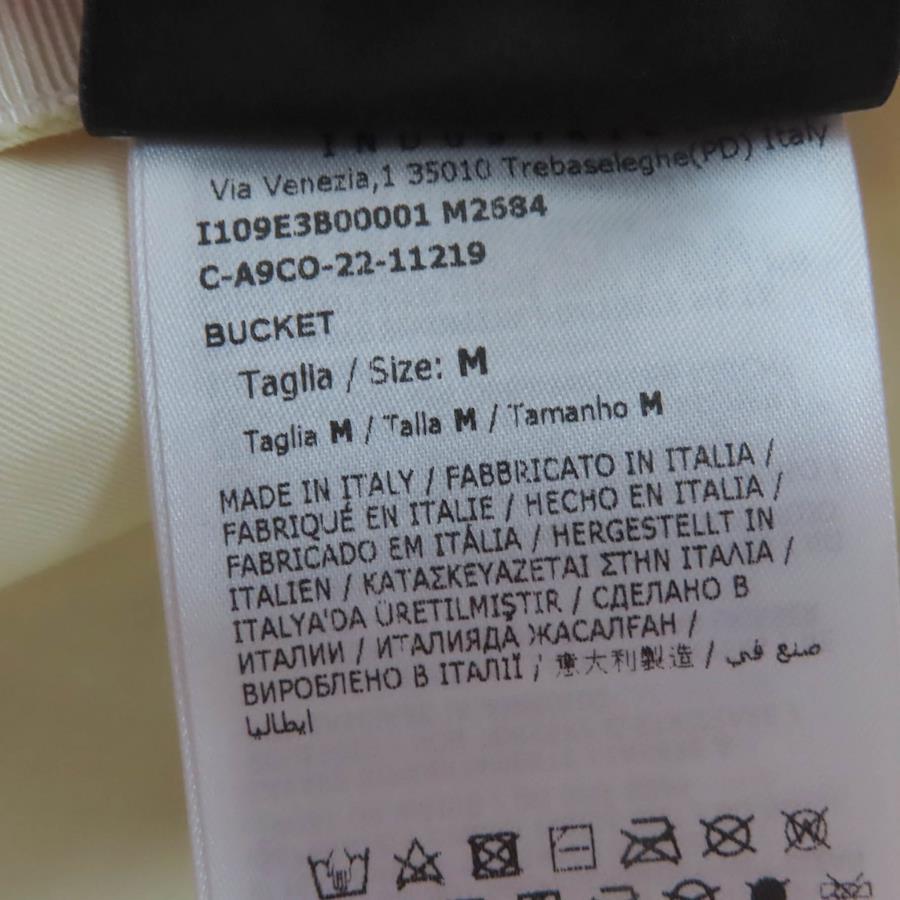 Via Venezia,1 35010 Trebaseleghe(PD) Italy
I109E3B00001 M2684
C-A9CO-22-11219
BUCKET
Taglia / Size: M
Taglia M / Talla M / Tamanho M
MADE IN ITALY / FABBRICATO IN ITALIA /
FABRIQUÉ EN ITALIE / HECHO EN ITALIA /
FABRICADO EM ITÁLIA / HERGESTELLT IN
ITALIEN / ΚΑΤΑΣΚΕΥΑΖΕΤΑΙ ΣΤΗΝ ΙΤΑΛΙΑ /
ITALYA'DA ÜRETILMIŞTIR / СДЕЛАНО В
ИТАЛИИ / ИТАЛИЯДА ЖАСАЛҒАН /
ВИРОБЛЕНО В ІТАЛІЇ / 意大利製造 / صنع في
ايطاليا